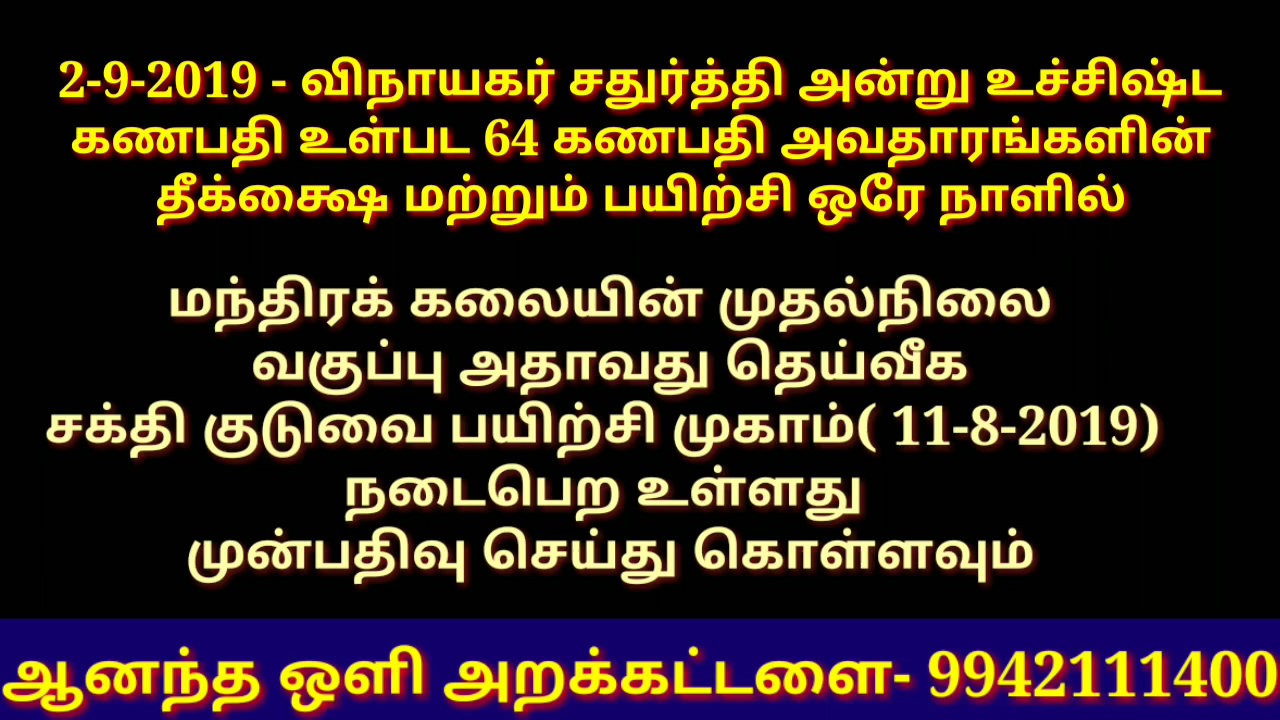 2-9-2019 - விநாயகர் சதுர்த்தி அன்று உச்சிஷ்ட
கணபதி உள்பட 64 கணபதி அவதாரங்களின்
தீக்க்ஷை மற்றும் பயிற்சி ஒரே நாளில்
மந்திரக் கலையின் முதல்நிலை
வகுப்பு அதாவது தெய்வீக
சக்தி குடுவை பயிற்சி முகாம்( 11-8-2019)
நடைபெற உள்ளது
முன்பதிவு செய்து கொள்ளவும்
ஆனந்த ஒளி அறக்கட்டளை- 9942111400